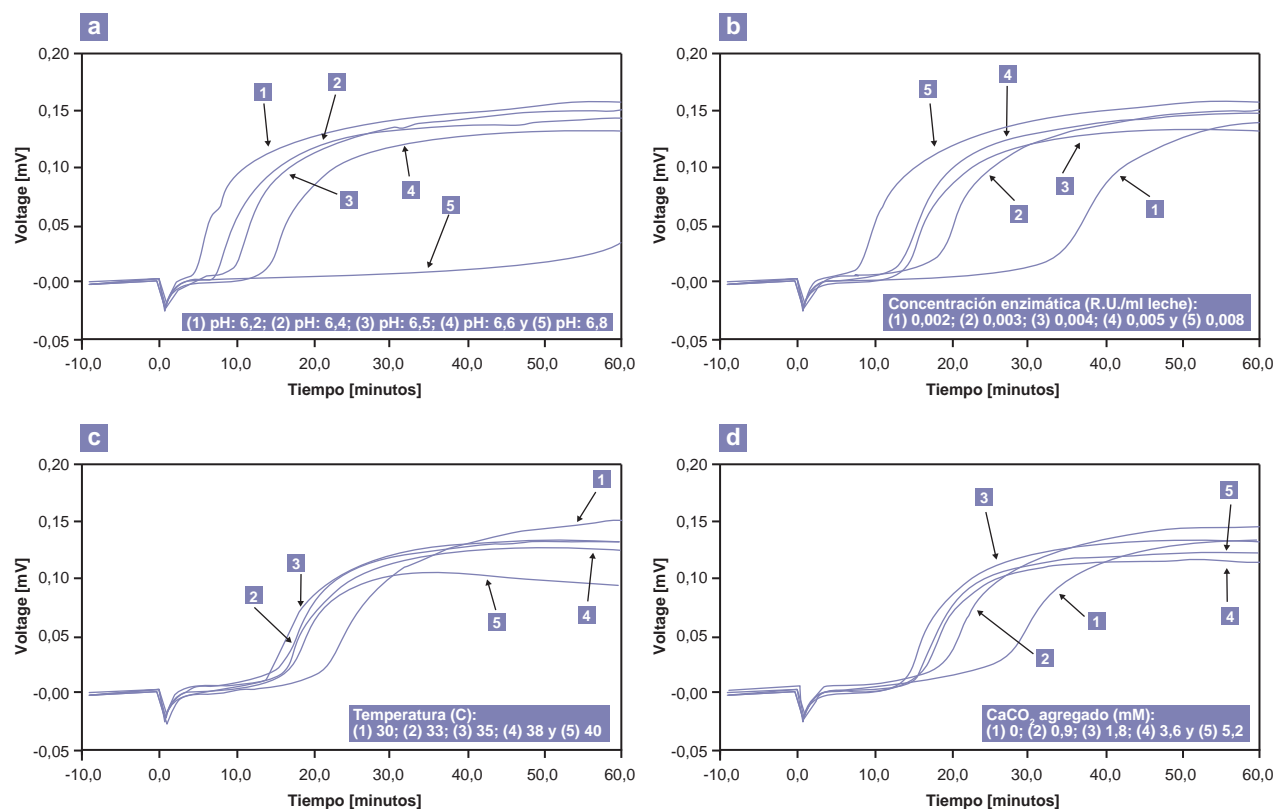 a
0,20
0,15
0,10
0,05
-0,00
-0,05
Voltage [mV]
1
2
3
4
5
(1) pH: 6,2; (2) pH: 6,4; (3) pH: 6,5; (4) pH: 6,6 y (5) pH: 6,8
-10,0 0,0 10,0 20,0 30,0 40,0 50,0 60,0
Tiempo [minutos]
b
0,20
0,15
0,10
0,05
-0,00
-0,05
Voltage [mV]
4
5
3
2
1
Concentración enzimática (R.U./ml leche):
(1) 0,002; (2) 0,003; (3) 0,004; (4) 0,005 y (5) 0,008
-10,0 0,0 10,0 20,0 30,0 40,0 50,0 60,0
Tiempo [minutos]
c
0,20
0,15
0,10
0,05
-0,00
-0,05
Voltage [mV]
1
3
2
5
4
Temperatura (C):
(1) 30; (2) 33; (3) 35; (4) 38 y (5) 40
-10,0 0,0 10,0 20,0 30,0 40,0 50,0 60,0
Tiempo [minutos]
d
0,20
0,15
0,10
0,05
-0,00
-0,05
Voltage [mV]
3
5
1
4
2
CaCO₂ agregado (mM):
(1) 0; (2) 0,9; (3) 1,8; (4) 3,6 y (5) 5,2
-10,0 0,0 10,0 20,0 30,0 40,0 50,0 60,0
Tiempo [minutos]